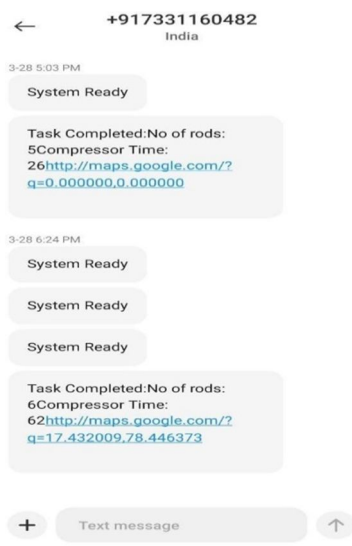 +917331160482
India
3-28 5:03 PM
System Ready
Task Completed:No of rods:
5Compressor Time:
26http://maps.google.com/?
q=0.000000,0.000000
3-28 6:24 PM
System Ready
System Ready
System Ready
Task Completed:No of rods:
6Compressor Time:
62http://maps.google.com/?
q=17.432009,78.446373
Text message